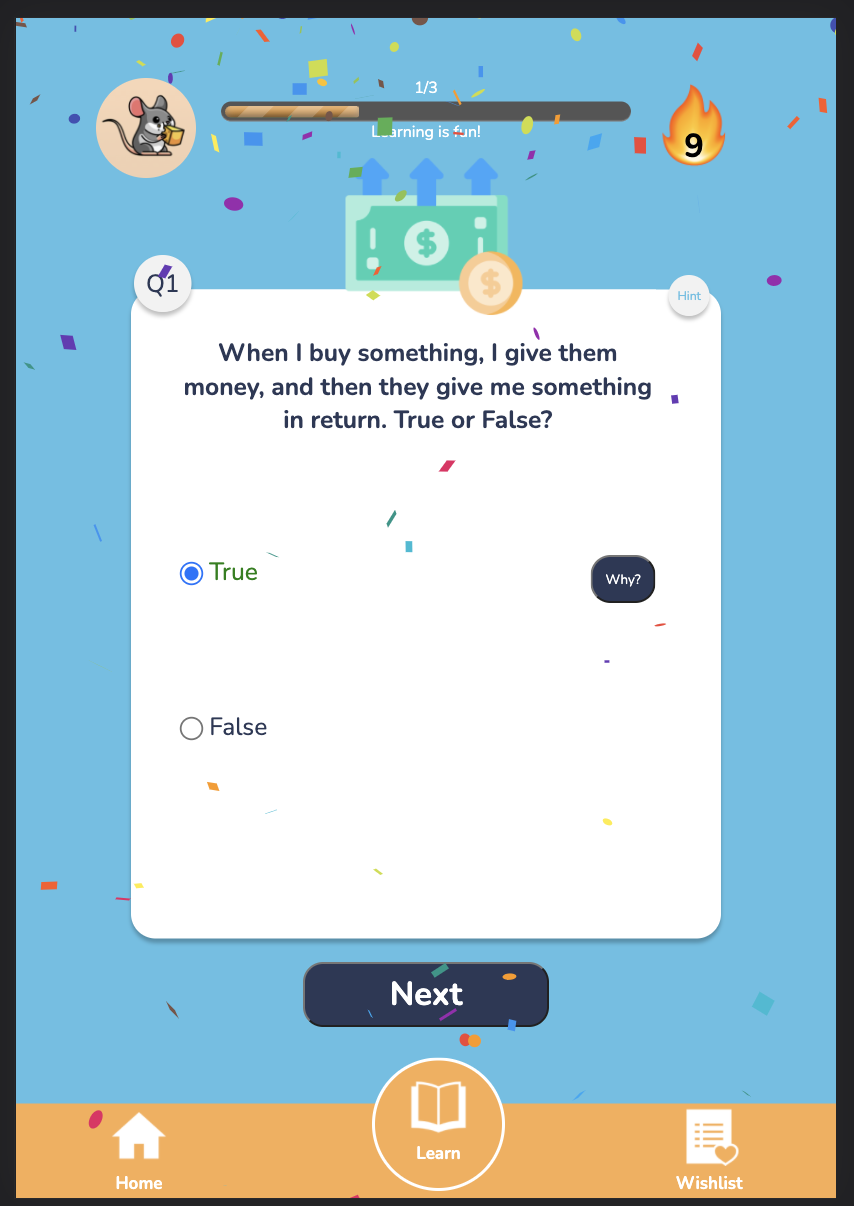 1/3
Learning is fun!
9
$
$
Q1
Hint
When I buy something, I give them
money, and then they give me something
in return. True or False?
True
Why?
False
Next
Home
Learn
Wishlist